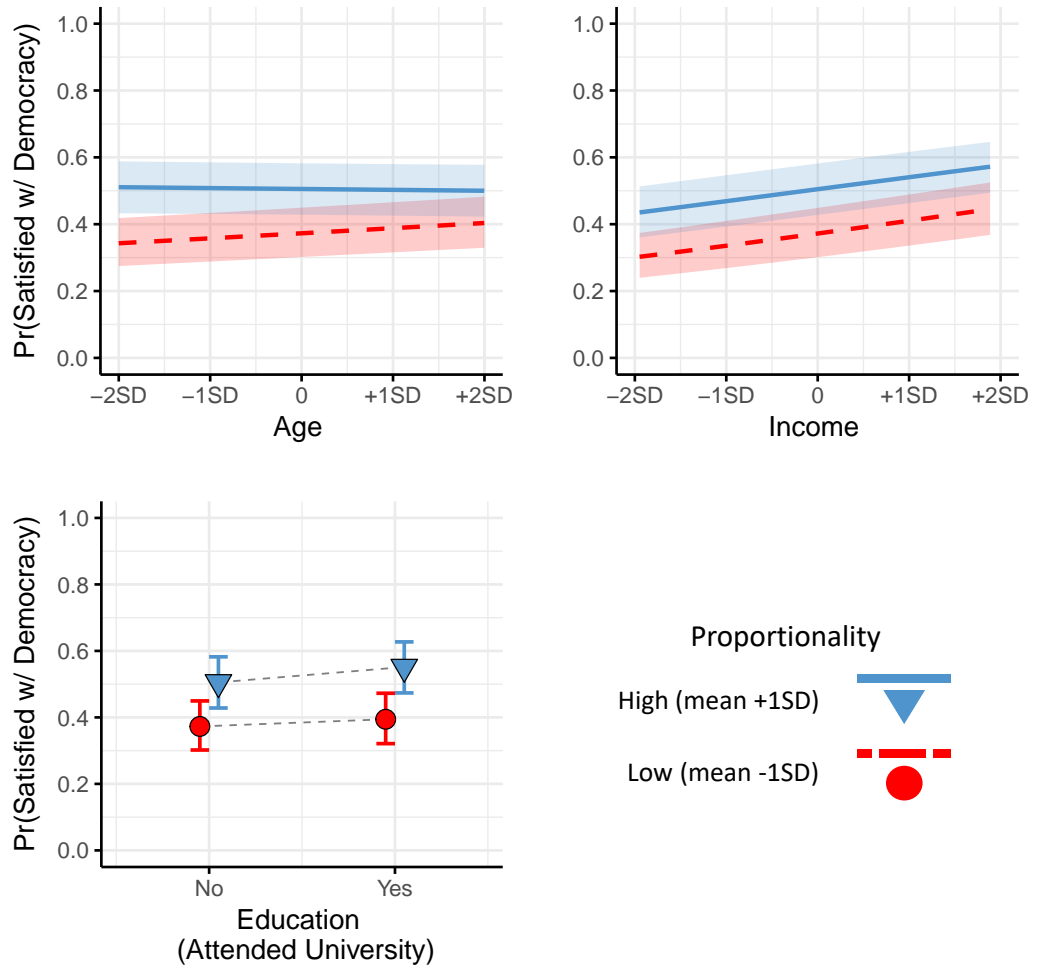 Pr(Satisfied w/ Democracy)
1.0
0.8
0.6
0.4
0.2
0.0
−2SD −1SD 0 +1SD +2SD
Age
1.0
0.8
0.6
0.4
0.2
0.0
−2SD −1SD 0 +1SD +2SD
Income
Pr(Satisfied w/ Democracy)
1.0
0.8
0.6
0.4
0.2
0.0
No Yes
Education
(Attended University)
Proportionality
High (mean +1SD)
Low (mean -1SD)